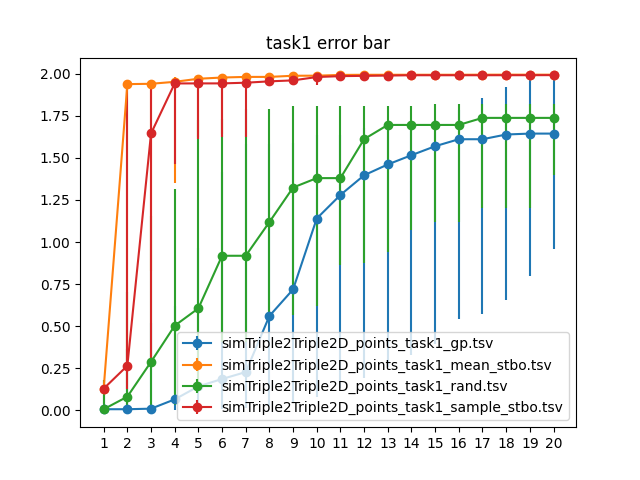 task1 error bar
2.00
1.75
1.50
1.25
1.00
0.75
0.50
0.25
0.00
simTriple2Triple2D_points_task1_gp.tsv
simTriple2Triple2D_points_task1_mean_stbo.tsv
simTriple2Triple2D_points_task1_rand.tsv
simTriple2Triple2D_points_task1_sample_stbo.tsv
1 2 3 4 5 6 7 8 9 10 11 12 13 14 15 16 17 18 19 20